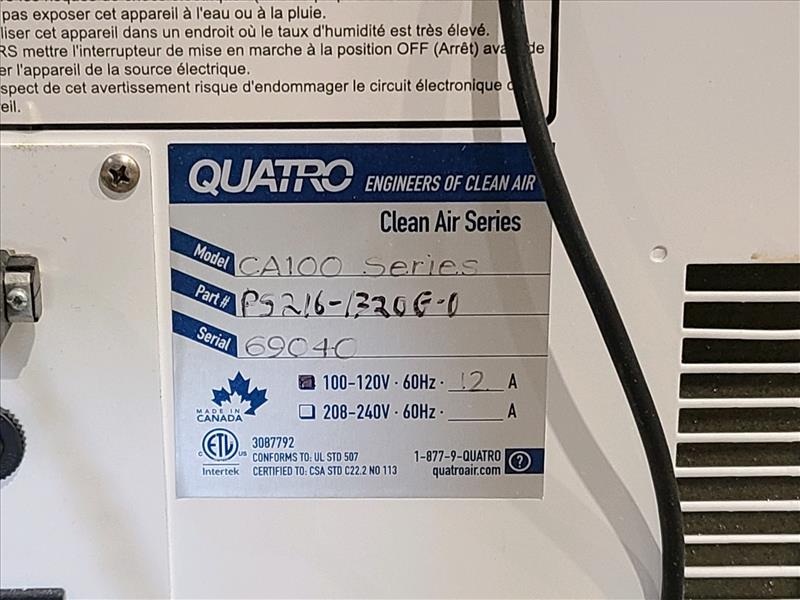 pas exposer cet appareil à l'eau ou à la pluie.
liser cet appareil dans un endroit où le taux d'humidité est très élevé.
RS mettre l'interrupteur de mise en marche à la position OFF (Arrêt) de
er l'appareil de la source électrique.
spect de cet avertissement risque d'endommager le circuit électronique
eil.
QUATRO ENGINEERS OF CLEAN AIR
Clean Air Series
Model CA100 Series
Part # PS216-1320G-0
Serial 69040
100-120V · 60Hz · 12 A
208-240V · 60Hz · ____ A
MADE IN
CANADA
ETL
C US
Intertek
3087792
CONFORMS TO: UL STD 507
CERTIFIED TO: CSA STD C22.2 NO 113
1-877-9-QUATRO
quatroair.com
?